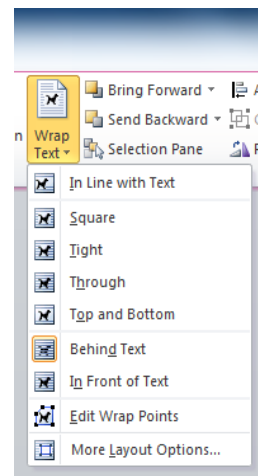 Bring Forward
Send Backward
Wrap Text
Selection Pane
In Line with Text
Square
Tight
Through
Top and Bottom
Behind Text
In Front of Text
Edit Wrap Points
More Layout Options...